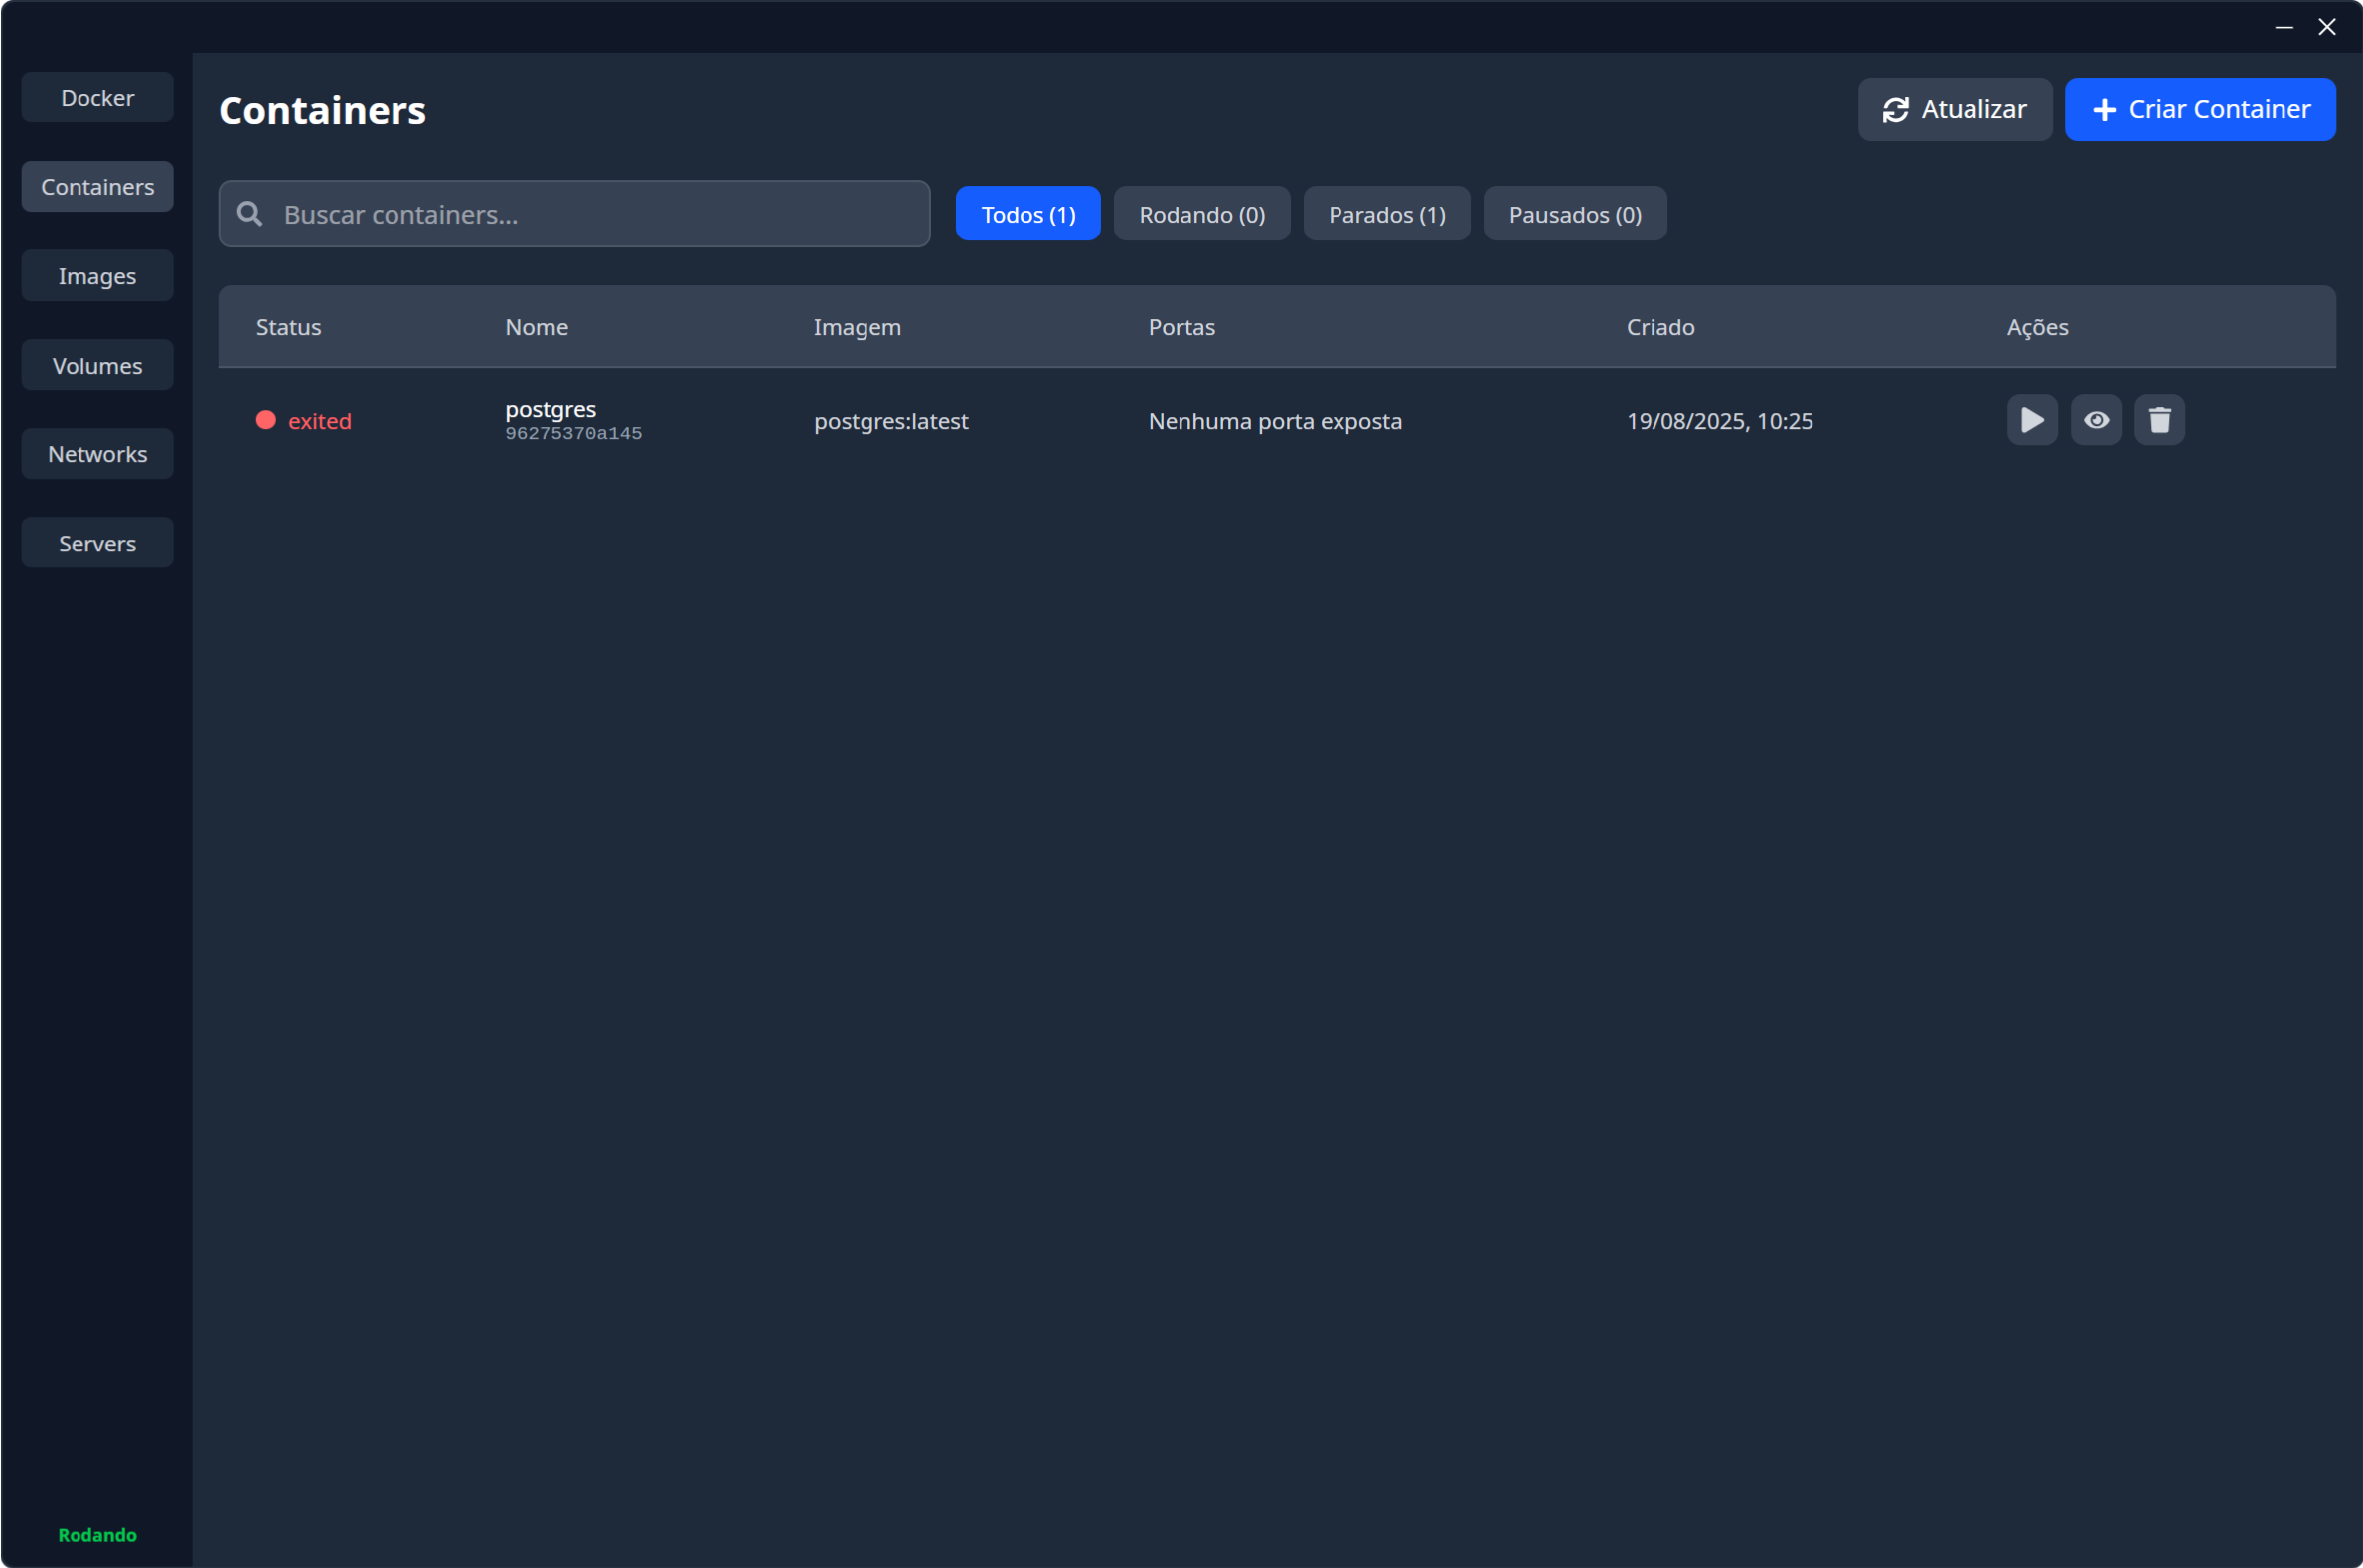 Docker
Containers
Images
Volumes
Networks
Servers
Rodando
Containers
Atualizar
Criar Container
Buscar containers...
Todos (1)
Rodando (0)
Parados (1)
Pausados (0)
Status Nome Imagem Portas Criado Ações
exited postgres postgres:latest Nenhuma porta exposta 19/08/2025, 10:25
96275370a145